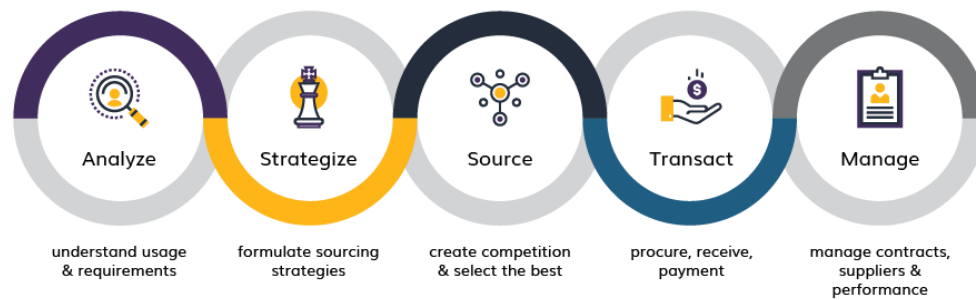 Analyze
Strategize
Source
Transact
Manage
understand usage
& requirements
formulate sourcing
strategies
create competition
& select the best
procure, receive,
payment
manage contracts,
suppliers &
performance
$